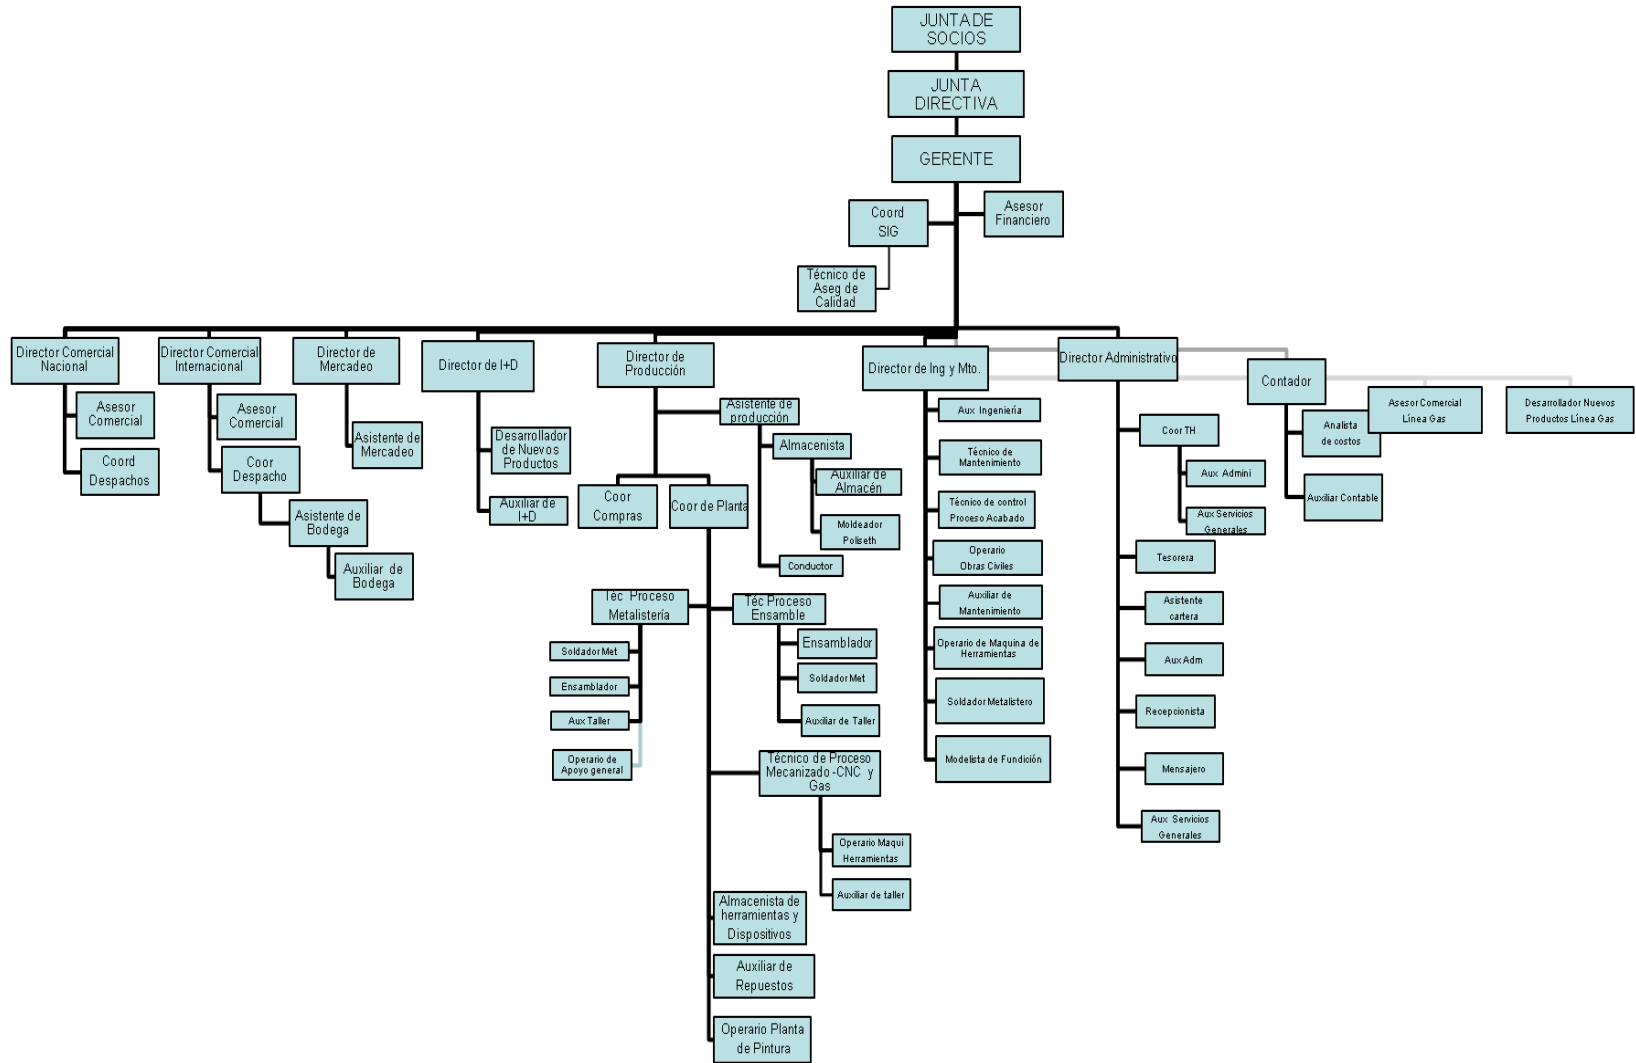 JUNTA DE
SOCIOS
JUNTA
DIRECTIVA
GERENTE
Coord
SIG
Asesor
Financiero
Técnico de
Aseg de
Calidad
Director Comercial
Nacional
Asesor
Comercial
Coord
Despachos
Director Comercial
Internacional
Asesor
Comercial
Coor
Despacho
Asistente de
Bodega
Auxiliar de
Bodega
Director de
Mercadeo
Asistente de
Mercadeo
Director de I+D
Desarrollador
de Nuevos
Productos
Auxiliar de
I+D
Director de
Producción
Asistente de
producción
Almacenista
Auxiliar de
Almacén
Moldeador
Poliseth
Conductor
Coor
Compras
Coor de Planta
Téc Proceso
Metalistería
Soldador Met
Ensamblador
Aux Taller
Operario de
Apoyo general
Téc Proceso
Ensamble
Ensamblador
Soldador Met
Auxiliar de Taller
Técnico de Proceso
Mecanizado -CNC y
Gas
Operario Maqui
Herramientas
Auxiliar de taller
Almacenista de
herramientas y
Dispositivos
Auxiliar de
Repuestos
Operario Planta
de Pintura
Director de Ing y Mto.
Aux Ingeniería
Técnico de
Mantenimiento
Técnico de control
Proceso Acabado
Operario
Obras Civiles
Auxiliar de
Mantenimiento
Operario de Maquina de
Herramientas
Soldador Metalistero
Modelista de Fundición
Director Administrativo
Coor TH
Aux Admini
Aux Servicios
Generales
Tesorera
Asistente
cartera
Aux Adm
Recepcionista
Mensajero
Aux Servicios
Generales
Contador
Analista
de costos
Auxiliar Contable
Asesor Comercial
Línea Gas
Desarrollador Nuevos
Productos Línea Gas